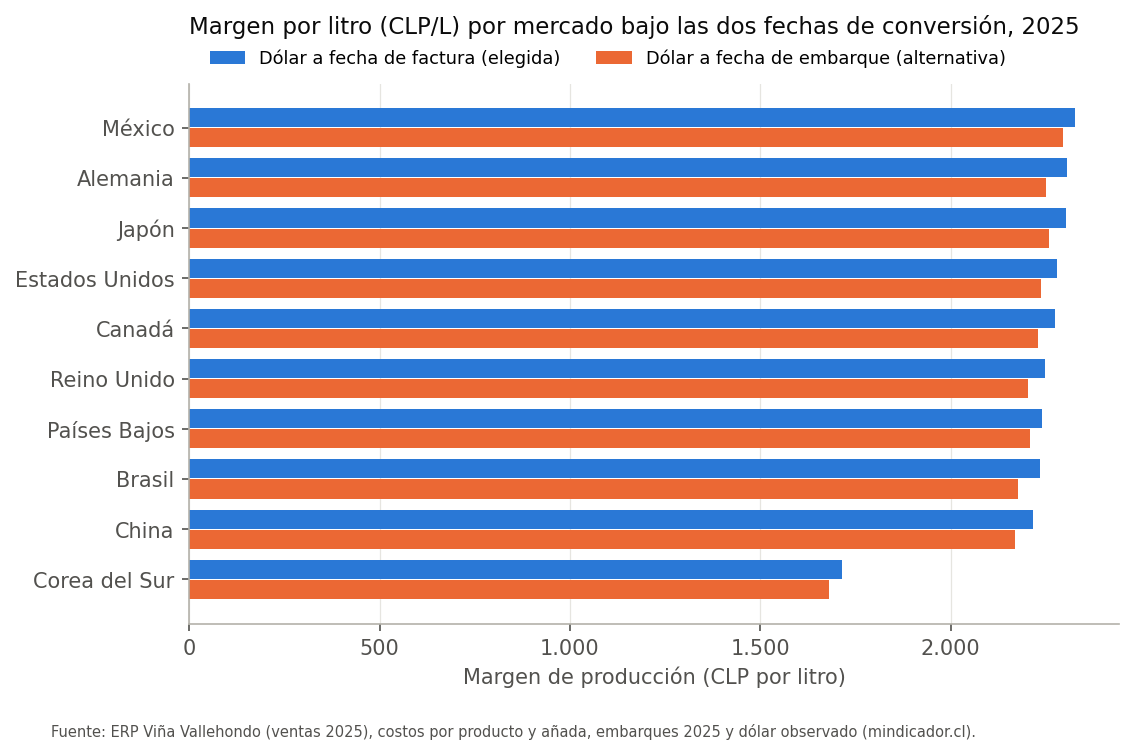 Margen por litro (CLP/L) por mercado bajo las dos fechas de conversión, 2025
Dólar a fecha de factura (elegida)
Dólar a fecha de embarque (alternativa)
México
Alemania
Japón
Estados Unidos
Canadá
Reino Unido
Países Bajos
Brasil
China
Corea del Sur
0
500
1.000
1.500
2.000
Margen de producción (CLP por litro)
Fuente: ERP Viña Vallehondo (ventas 2025), costos por producto y añada, embarques 2025 y dólar observado (mindicador.cl).